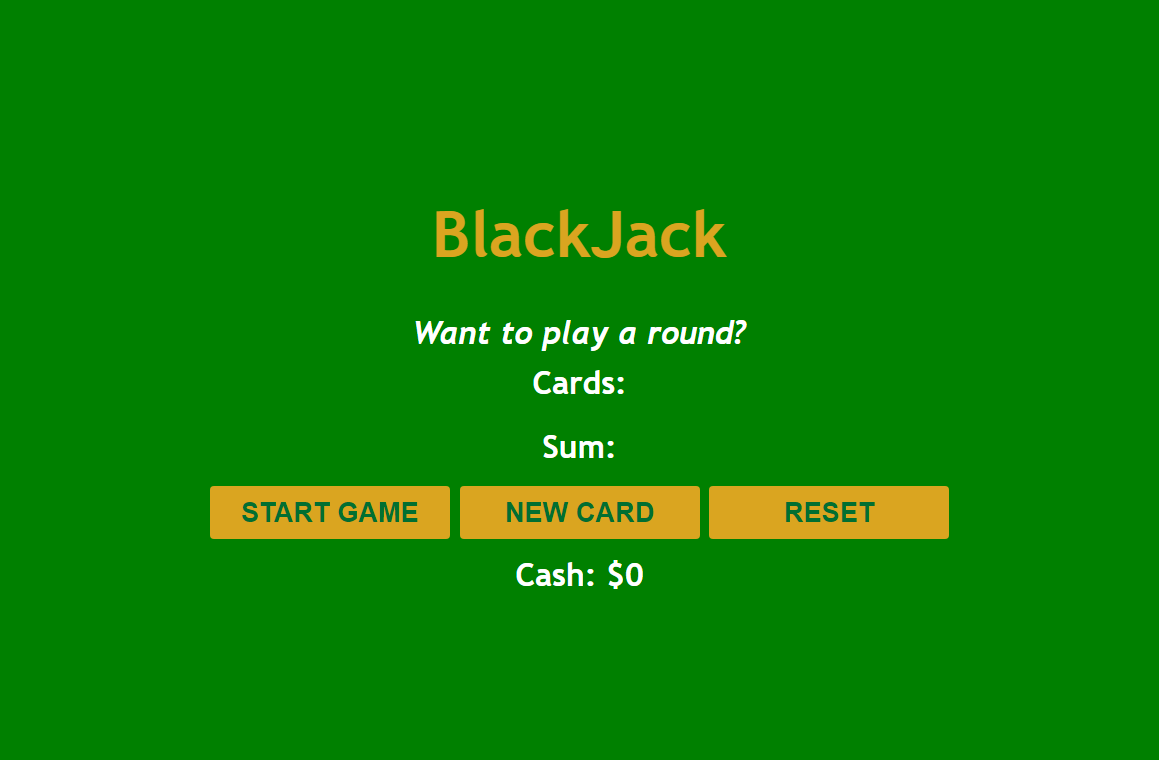 BlackJack
Want to play a round?
Cards:
Sum:
START GAME NEW CARD RESET
Cash: $0